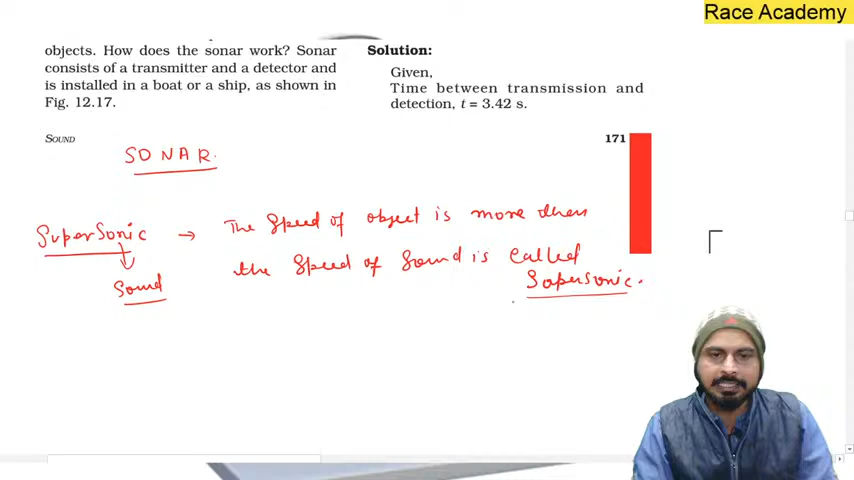 Race Academy
objects. How does the sonar work? Sonar
consists of a transmitter and a detector and
is installed in a boat or a ship, as shown in
Fig. 12.17.
Solution:
Given,
Time between transmission and
detection, t = 3.42 s.
SOUND
171
SONAR.
SuperSonic → The Speed of object is more then
the Speed of Sound is called
Sound
Sopersonic.